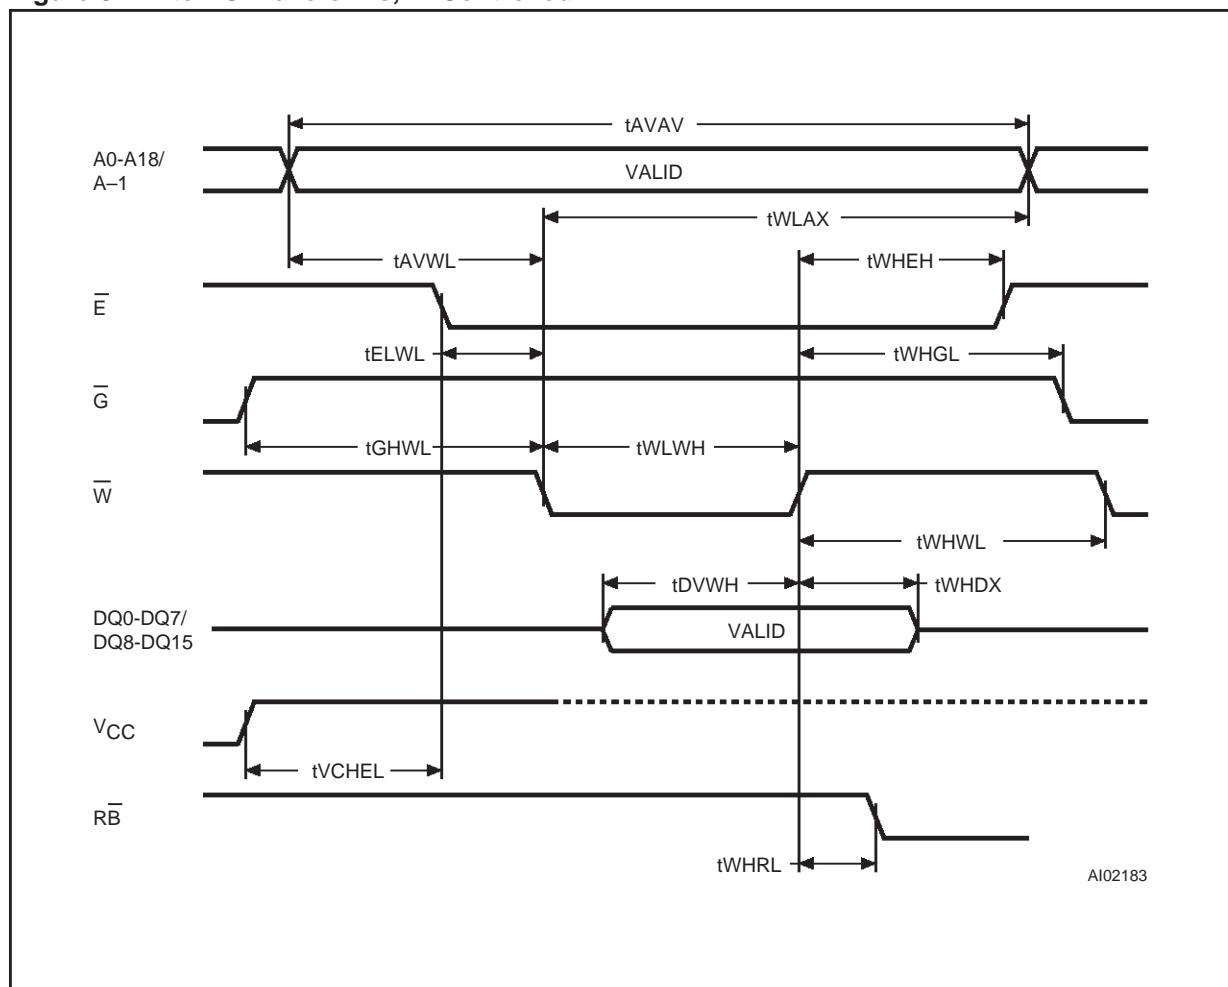 tAVAV
A0-A18/
A–1
VALID
tWLAX
tAVWL
tWHEH
E̅
tELWL
tWHGL
G̅
tGHWL
tWLWH
W̅
tWHWL
tDVWH
tWHDX
DQ0-DQ7/
DQ8-DQ15
VALID
VCC
tVCHEL
RB̅
tWHRL
AI02183